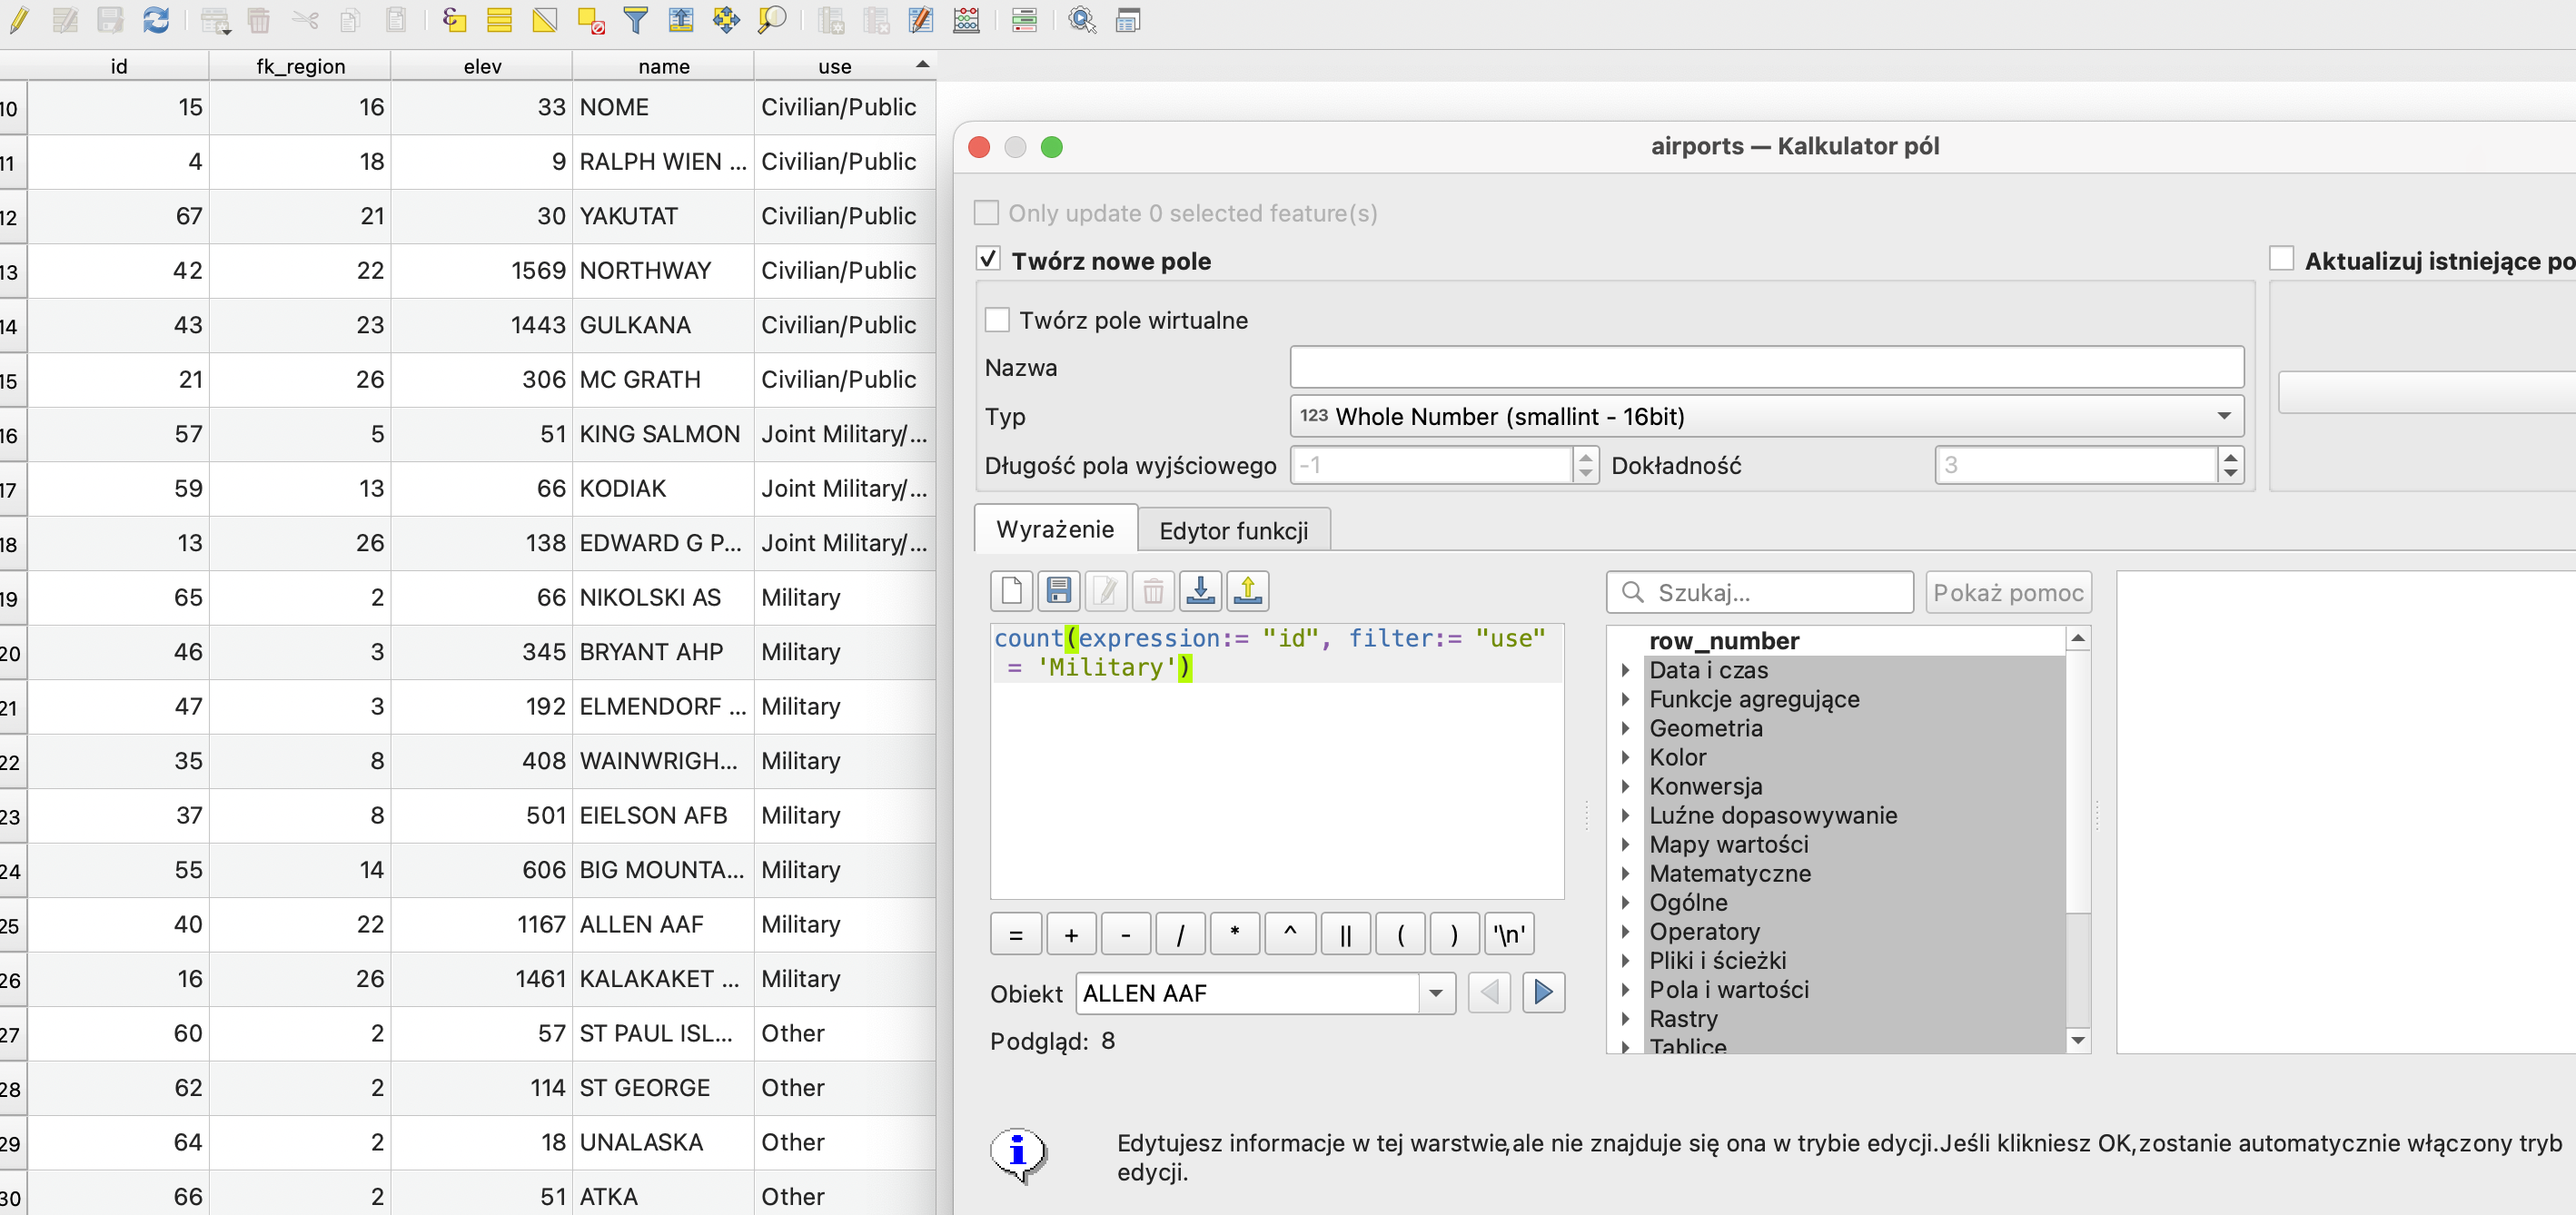 id fk_region elev name use
10 15 16 33 NOME Civilian/Public
11 4 18 9 RALPH WIEN ... Civilian/Public
12 67 21 30 YAKUTAT Civilian/Public
13 42 22 1569 NORTHWAY Civilian/Public
14 43 23 1443 GULKANA Civilian/Public
15 21 26 306 MC GRATH Civilian/Public
16 57 5 51 KING SALMON Joint Military/...
17 59 13 66 KODIAK Joint Military/...
18 13 26 138 EDWARD G P... Joint Military/...
19 65 2 66 NIKOLSKI AS Military
20 46 3 345 BRYANT AHP Military
21 47 3 192 ELMENDORF ... Military
22 35 8 408 WAINWRIGH... Military
23 37 8 501 EIELSON AFB Military
24 55 14 606 BIG MOUNTA... Military
25 40 22 1167 ALLEN AAF Military
26 16 26 1461 KALAKAKET ... Military
27 60 2 57 ST PAUL ISL... Other
28 62 2 114 ST GEORGE Other
29 64 2 18 UNALASKA Other
30 66 2 51 ATKA Other
airports — Kalkulator pól
Only update 0 selected feature(s)
Twórz nowe pole
Aktualizuj istniejące po
Twórz pole wirtualne
Nazwa
Typ 123 Whole Number (smallint - 16bit)
Długość pola wyjściowego -1 Dokładność 3
Wyrażenie Edytor funkcji
Szukaj... Pokaż pomoc
count(expression:= "id", filter:= "use"
= 'Military')
= + - / * ^ || ( ) '\n'
Obiekt ALLEN AAF
Podgląd: 8
row_number
Data i czas
Funkcje agregujące
Geometria
Kolor
Konwersja
Luźne dopasowywanie
Mapy wartości
Matematyczne
Ogólne
Operatory
Pliki i ścieżki
Pola i wartości
Rastry
Tablice
Edytujesz informacje w tej warstwie,ale nie znajduje się ona w trybie edycji.Jeśli klikniesz OK,zostanie automatycznie włączony tryb
edycji.